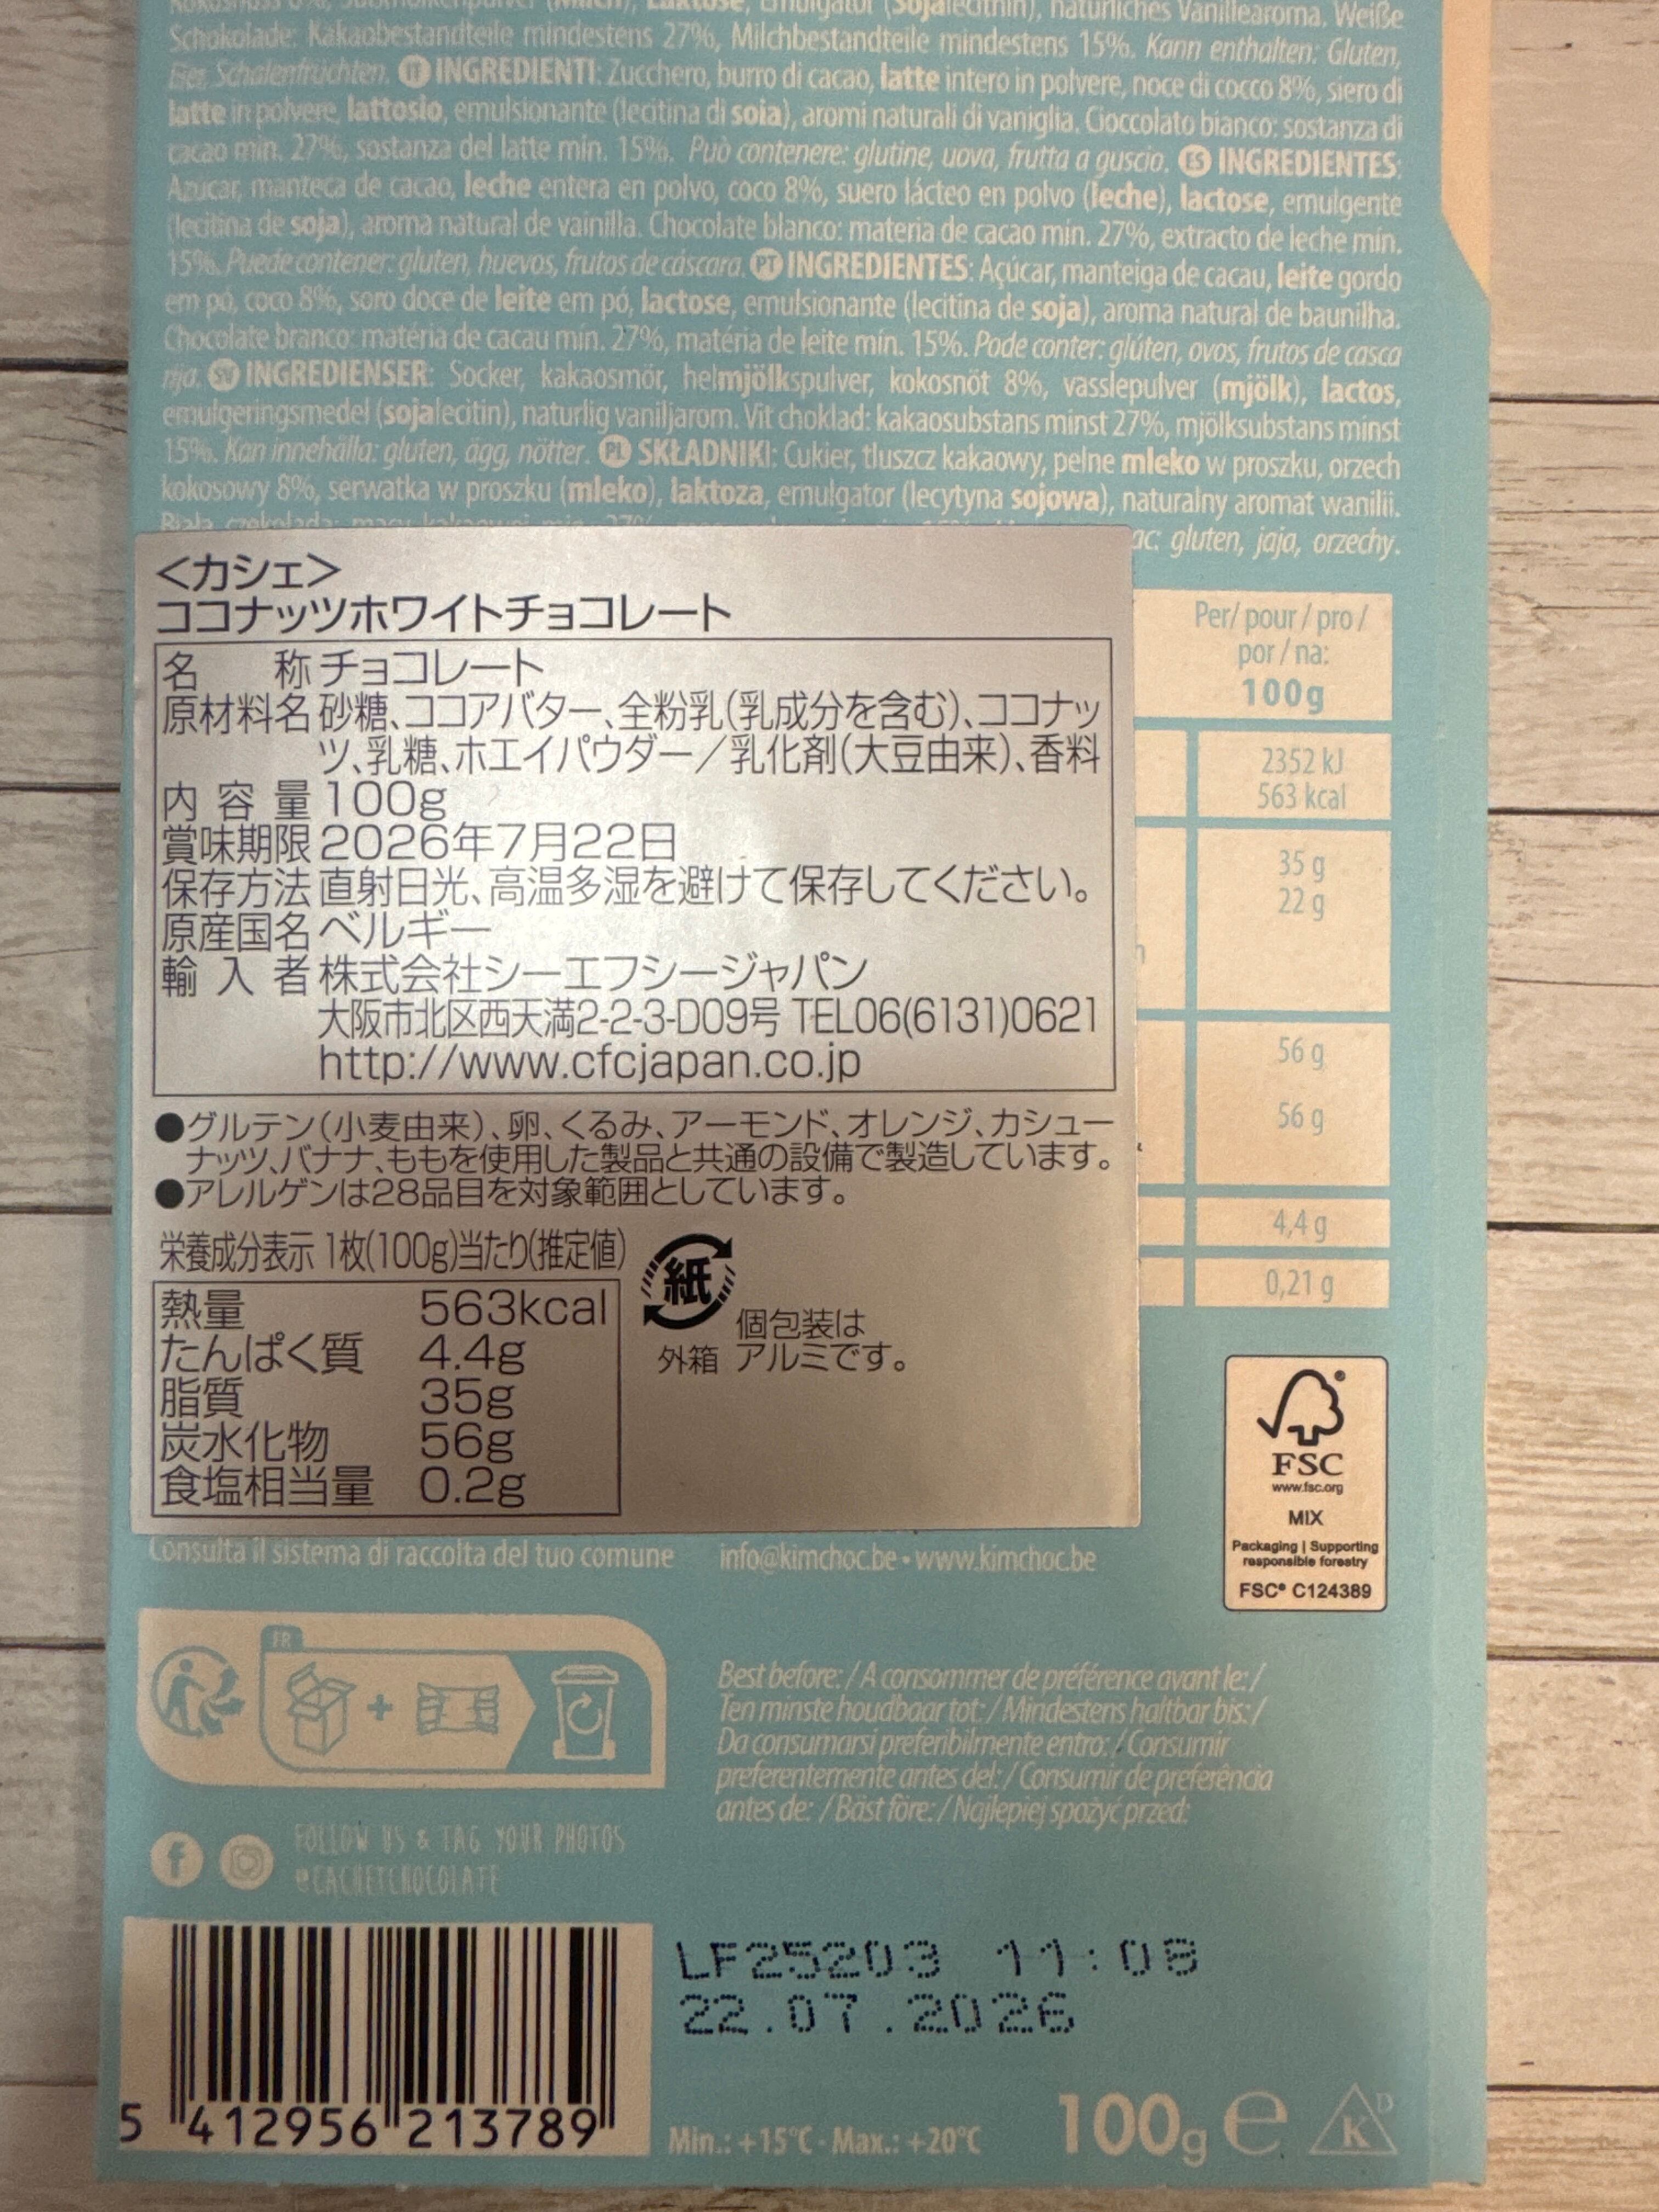 Schokolade: Kakaobestandteile mindestens 27%, Milchbestandteile mindestens 15%. Kann enthalten: Gluten,
Eier, Schalenfrüchten. IT INGREDIENTI: Zucchero, burro di cacao, latte intero in polvere, noce di cocco 8%, siero di
latte in polvere, lattosio, emulsionante (lecitina di soia), aromi naturali di vaniglia. Cioccolato bianco: sostanza di
cacao min. 27%, sostanza del latte min. 15%. Può contenere: glutine, uova, frutta a guscio. ES INGREDIENTES:
Azucar, manteca de cacao, leche entera en polvo, coco 8%, suero lácteo en polvo (leche), lactose, emulgente
(lecitina de soja), aroma natural de vainilla. Chocolate blanco: materia de cacao min. 27%, extracto de leche mín.
15%. Puede contener: gluten, huevos, frutos de cáscara. PT INGREDIENTES: Açúcar, manteiga de cacau, leite gordo
em pó, coco 8%, soro doce de leite em pó, lactose, emulsionante (lecitina de soja), aroma natural de baunilha.
Chocolate branco: matéria de cacau mín. 27%, matéria de leite mín. 15%. Pode conter: glúten, ovos, frutos de casca
rija. SV INGREDIENSER: Socker, kakaosmör, helmjölkspulver, kokosnöt 8%, vasslepulver (mjölk), lactos,
emulgeringsmedel (sojalecitin), naturlig vaniljarom. Vit choklad: kakaosubstans minst 27%, mjölksubstans minst
15%. Kan innehålla: gluten, ägg, nötter. PL SKŁADNIKI: Cukier, tłuszcz kakaowy, pełne mleko w proszku, orzech
kokosowy 8%, serwatka w proszku (mleko), laktoza, emulgator (lecytyna sojowa), naturalny aromat wanilii.
gluten, jaja, orzechy.
<カシェ>
ココナッツホワイトチョコレート
名 称 チョコレート
原材料名 砂糖、ココアバター、全粉乳(乳成分を含む)、ココナッ
ツ、乳糖、ホエイパウダー/乳化剤(大豆由来)、香料
内容量 100g
賞味期限 2026年7月22日
保存方法 直射日光、高温多湿を避けて保存してください。
原産国名 ベルギー
輸入者 株式会社シーエフシージャパン
大阪市北区西天満2-2-3-D09号 TEL06(6131)0621
http://www.cfcjapan.co.jp
●グルテン(小麦由来)、卵、くるみ、アーモンド、オレンジ、カシュー
ナッツ、バナナ、ももを使用した製品と共通の設備で製造しています。
●アレルゲンは28品目を対象範囲としています。
栄養成分表示 1枚(100g)当たり(推定値)
熱量 563kcal
たんぱく質 4.4g
脂質 35g
炭水化物 56g
食塩相当量 0.2g
紙
外箱
個包装は
アルミです。
Per/ pour / pro /
por / na:
100g
2352 kJ
563 kcal
35 g
22 g
56 g
56 g
4,4 g
0,21 g
FSC
www.fsc.org
MIX
Packaging | Supporting
responsible forestry
FSC® C124389
Consulta il sistema di raccolta del tuo comune
info@kimchoc.be • www.kimchoc.be
FR
Best before: / A consommer de préférence avant le: /
Ten minste houdbaar tot: / Mindestens haltbar bis: /
Da consumarsi preferibilmente entro: / Consumir
preferentemente antes del: / Consumir de preferência
antes de: / Bäst före: / Najlepiej spożyć przed:
FOLLOW US & TAG YOUR PHOTOS
@CACHETCHOCOLATE
LF25203 11:08
22.07.2026
5 412956 213789
Min.: +15°C - Max.: +20°C
100g e
K D